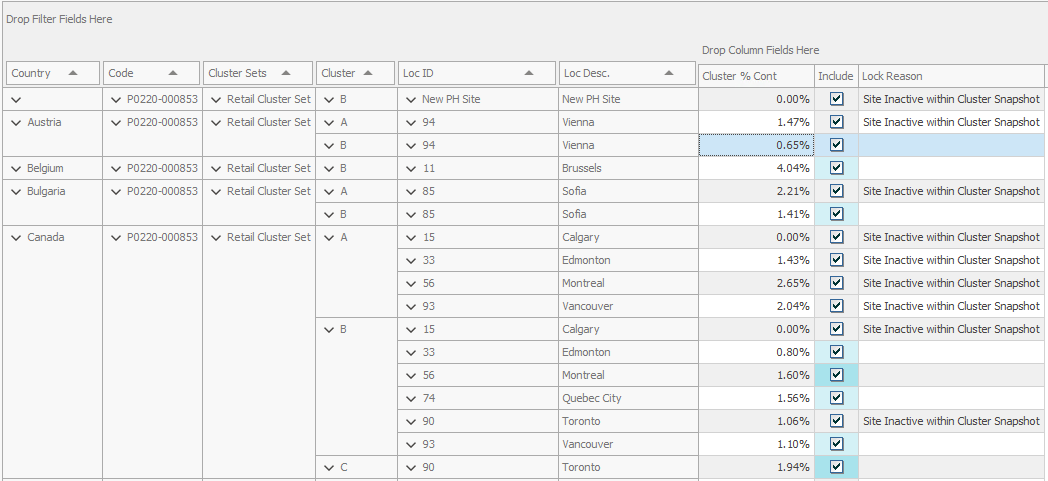 Drop Filter Fields Here
Drop Column Fields Here
Country Code Cluster Sets Cluster Loc ID Loc Desc. Cluster % Cont Include Lock Reason
P0220-000853 Retail Cluster Set B New PH Site New PH Site 0.00% Site Inactive within Cluster Snapshot
Austria P0220-000853 Retail Cluster Set A 94 Vienna 1.47% Site Inactive within Cluster Snapshot
B 94 Vienna 0.65%
Belgium P0220-000853 Retail Cluster Set B 11 Brussels 4.04%
Bulgaria P0220-000853 Retail Cluster Set A 85 Sofia 2.21% Site Inactive within Cluster Snapshot
B 85 Sofia 1.41%
Canada P0220-000853 Retail Cluster Set A 15 Calgary 0.00% Site Inactive within Cluster Snapshot
33 Edmonton 1.43% Site Inactive within Cluster Snapshot
56 Montreal 2.65% Site Inactive within Cluster Snapshot
93 Vancouver 2.04% Site Inactive within Cluster Snapshot
B 15 Calgary 0.00% Site Inactive within Cluster Snapshot
33 Edmonton 0.80%
56 Montreal 1.60%
74 Quebec City 1.56%
90 Toronto 1.06% Site Inactive within Cluster Snapshot
93 Vancouver 1.10%
C 90 Toronto 1.94%